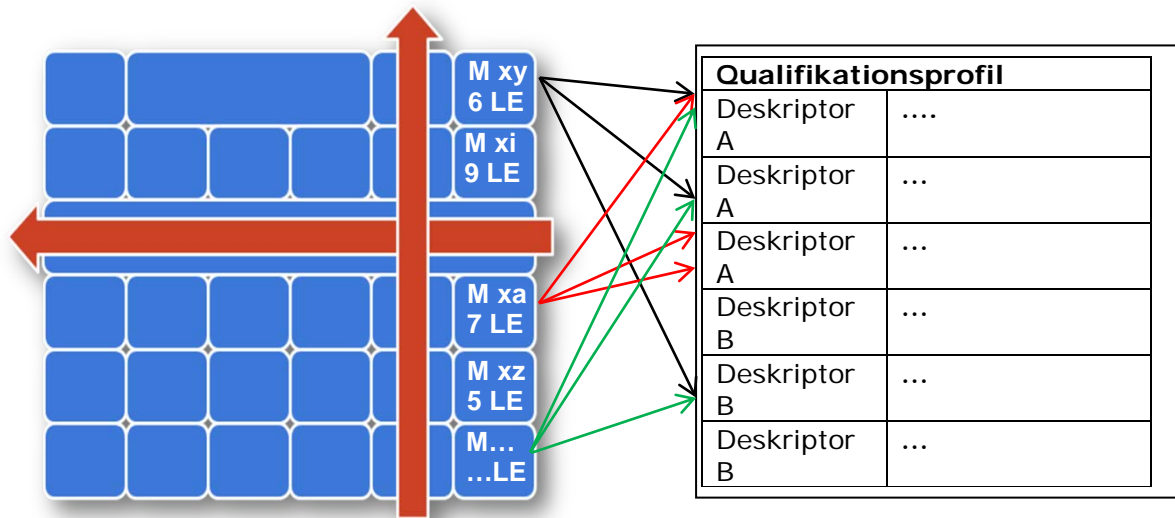 M xy
6 LE
M xi
9 LE
M xa
7 LE
M xz
5 LE
M...
...LE
Qualifikationsprofil
Deskriptor A ....
Deskriptor A ...
Deskriptor A ...
Deskriptor B ...
Deskriptor B ...
Deskriptor B ...